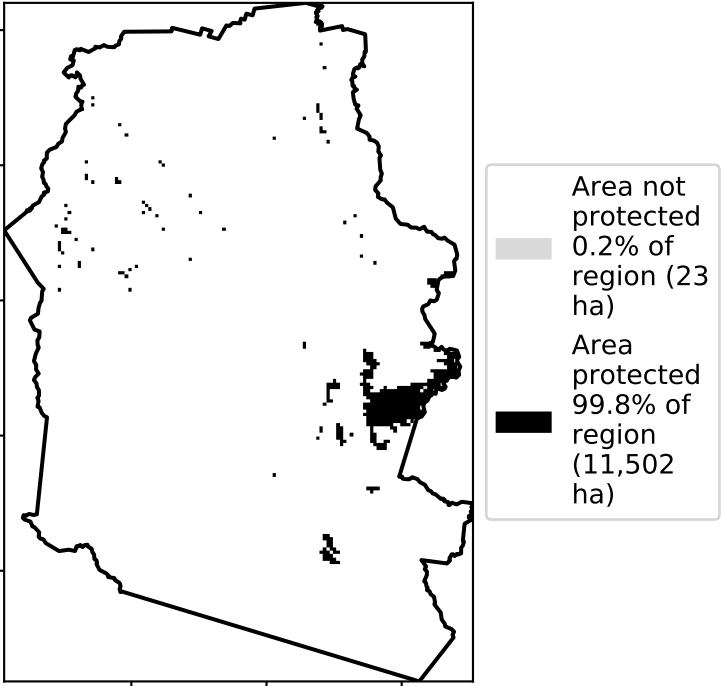 Area not
protected
0.2% of
region (23
ha)
Area
protected
99.8% of
region
(11,502
ha)